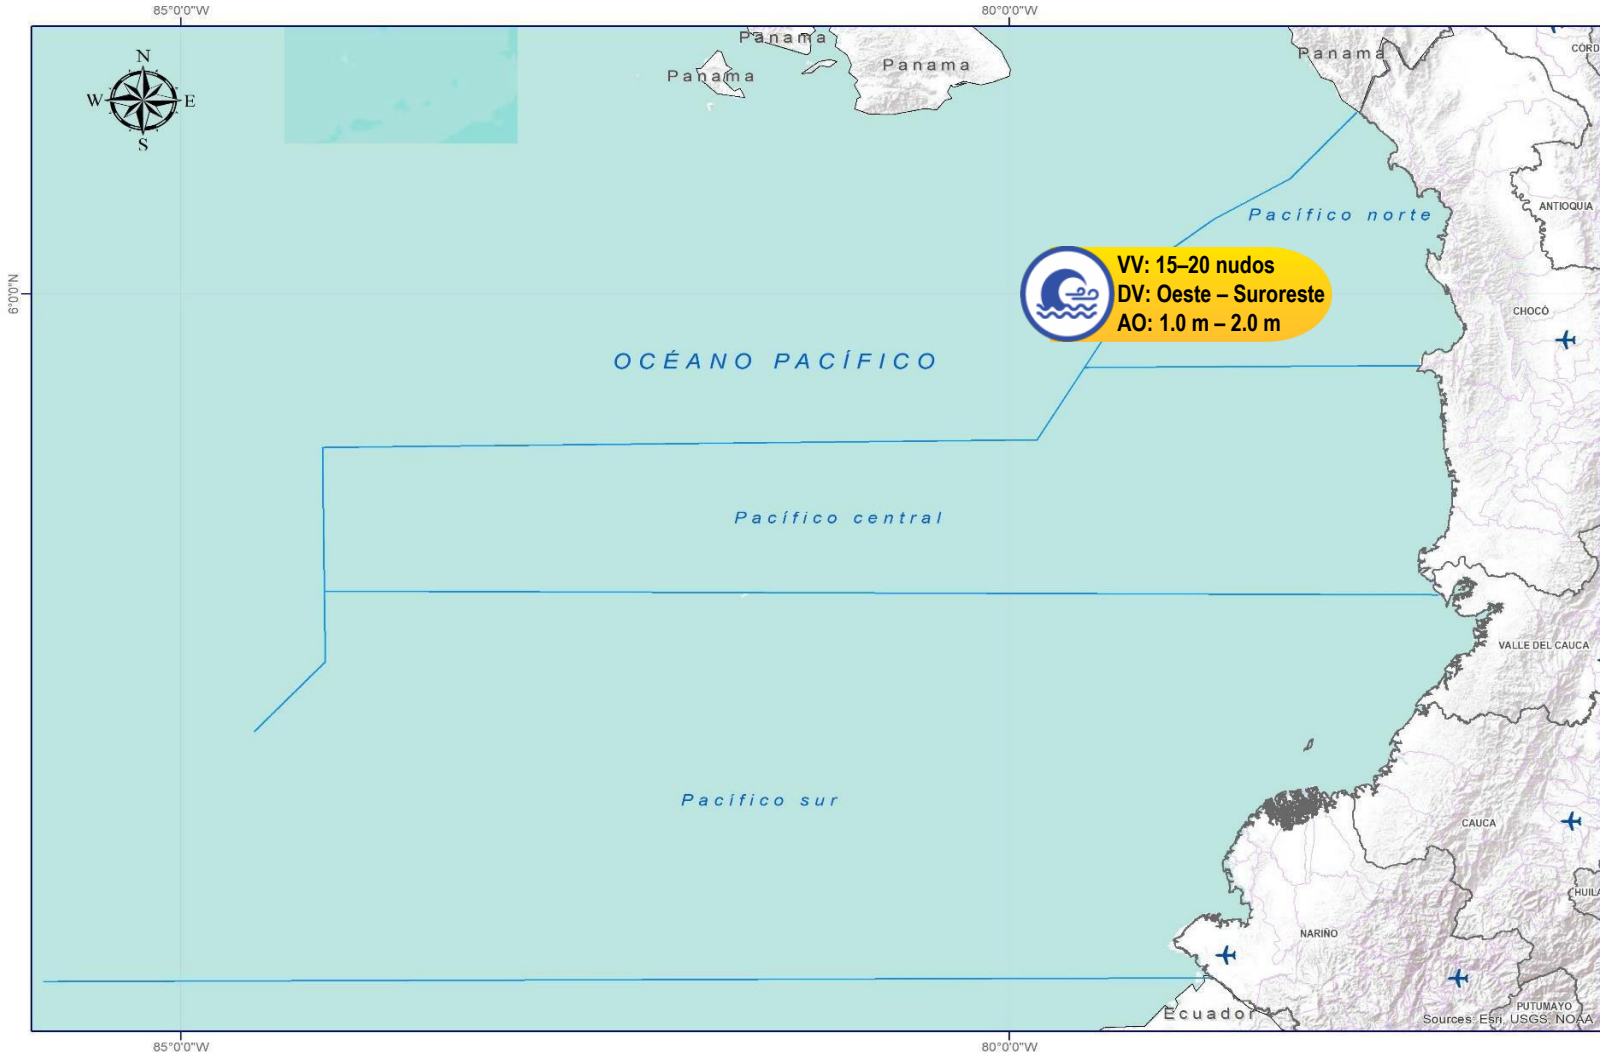 85°0'0"W
80°0'0"W
N
W
E
S
Panama
Panama
Panama
Panama
CÓRD
Pacífico norte
ANTIOQUIA
6°0'0"N
VV: 15–20 nudos
DV: Oeste – Suroreste
AO: 1.0 m – 2.0 m
CHOCÓ
OCÉANO PACÍFICO
Pacífico central
VALLE DEL CAUCA
Pacífico sur
CAUCA
HUILA
NARIÑO
PUTUMAYO
Ecuador
Sources: Esri, USGS, NOAA
85°0'0"W
80°0'0"W